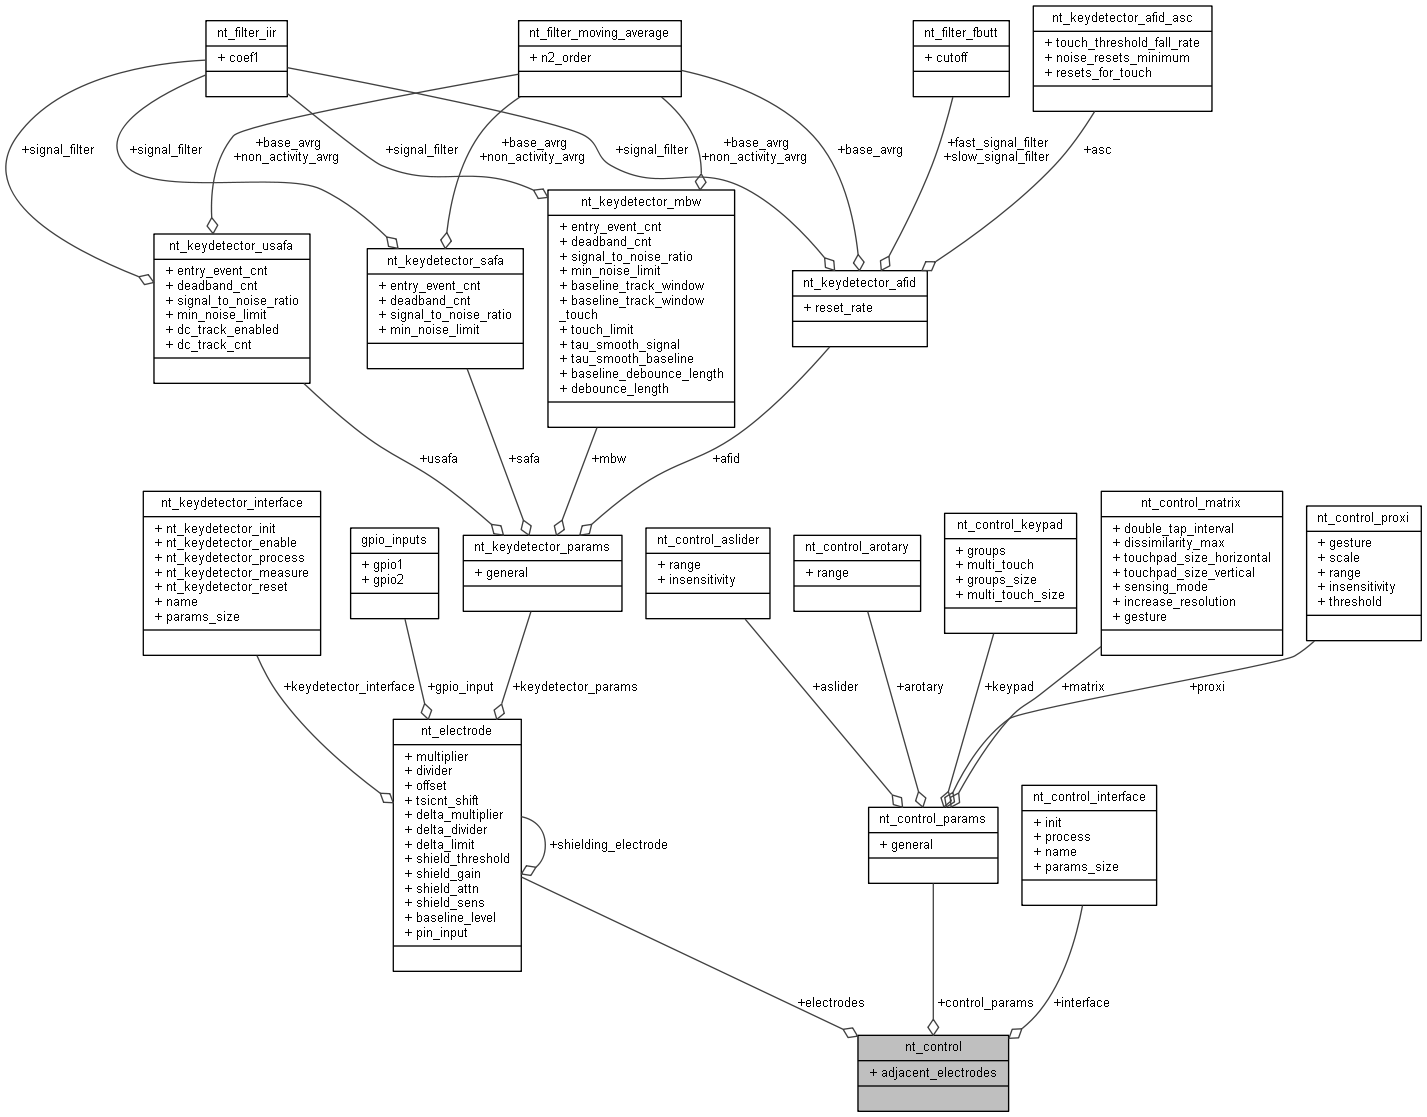 nt_filter_iir
+ coef1
nt_filter_moving_average
+ n2_order
nt_filter_fbutt
+ cutoff
nt_keydetector_afid_asc
+ touch_threshold_fall_rate
+ noise_resets_minimum
+ resets_for_touch
+signal_filter
+signal_filter
+base_avrg
+non_activity_avrg
+signal_filter
+base_avrg
+non_activity_avrg
+signal_filter
+base_avrg
+non_activity_avrg
+base_avrg
+fast_signal_filter
+slow_signal_filter
+asc
nt_keydetector_usafa
+ entry_event_cnt
+ deadband_cnt
+ signal_to_noise_ratio
+ min_noise_limit
+ dc_track_enabled
+ dc_track_cnt
nt_keydetector_safa
+ entry_event_cnt
+ deadband_cnt
+ signal_to_noise_ratio
+ min_noise_limit
nt_keydetector_mbw
+ entry_event_cnt
+ deadband_cnt
+ signal_to_noise_ratio
+ min_noise_limit
+ baseline_track_window
+ baseline_track_window
_touch
+ touch_limit
+ tau_smooth_signal
+ tau_smooth_baseline
+ baseline_debounce_length
+ debounce_length
nt_keydetector_afid
+ reset_rate
+usafa
+safa
+mbw
+afid
nt_keydetector_interface
+ nt_keydetector_init
+ nt_keydetector_enable
+ nt_keydetector_process
+ nt_keydetector_measure
+ nt_keydetector_reset
+ name
+ params_size
gpio_inputs
+ gpio1
+ gpio2
nt_keydetector_params
+ general
nt_control_aslider
+ range
+ insensitivity
nt_control_arotary
+ range
nt_control_keypad
+ groups
+ multi_touch
+ groups_size
+ multi_touch_size
nt_control_matrix
+ double_tap_interval
+ dissimilarity_max
+ touchpad_size_horizontal
+ touchpad_size_vertical
+ sensing_mode
+ increase_resolution
+ gesture
nt_control_proxi
+ gesture
+ scale
+ range
+ insensitivity
+ threshold
+keydetector_interface
+gpio_input
+keydetector_params
+aslider
+arotary
+keypad
+matrix
+proxi
nt_electrode
+ multiplier
+ divider
+ offset
+ tsicnt_shift
+ delta_multiplier
+ delta_divider
+ delta_limit
+ shield_threshold
+ shield_gain
+ shield_attn
+ shield_sens
+ baseline_level
+ pin_input
+shielding_electrode
nt_control_params
+ general
nt_control_interface
+ init
+ process
+ name
+ params_size
+electrodes
+control_params
+interface
nt_control
+ adjacent_electrodes